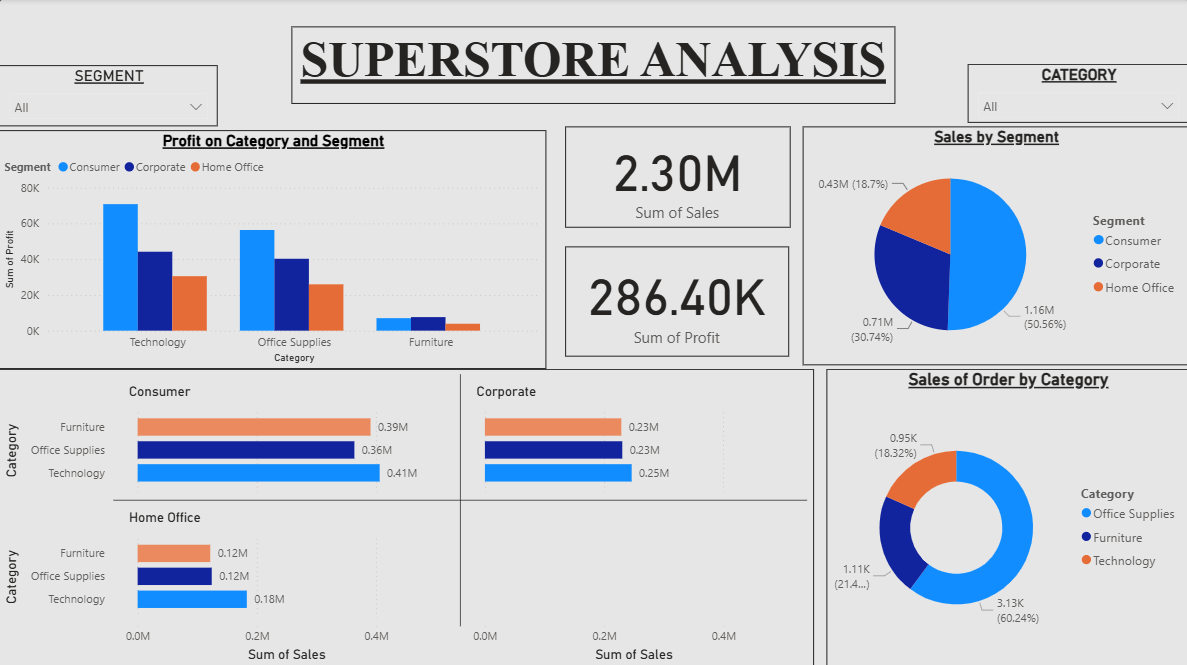 SUPERSTORE ANALYSIS
SEGMENT
All
CATEGORY
All
Profit on Category and Segment
Segment Consumer Corporate Home Office
80K
60K
40K
20K
0K
Sum of Profit
Technology Office Supplies Furniture
Category
2.30M
Sum of Sales
286.40K
Sum of Profit
Sales by Segment
0.43M (18.7%)
0.71M
(30.74%)
1.16M
(50.56%)
Segment
Consumer
Corporate
Home Office
Consumer
Category
Furniture 0.39M
Office Supplies 0.36M
Technology 0.41M
Corporate
0.23M
0.23M
0.25M
Home Office
Category
Furniture 0.12M
Office Supplies 0.12M
Technology 0.18M
0.0M 0.2M 0.4M
Sum of Sales
0.0M 0.2M 0.4M
Sum of Sales
Sales of Order by Category
0.95K
(18.32%)
1.11K
(21.4...)
3.13K
(60.24%)
Category
Office Supplies
Furniture
Technology